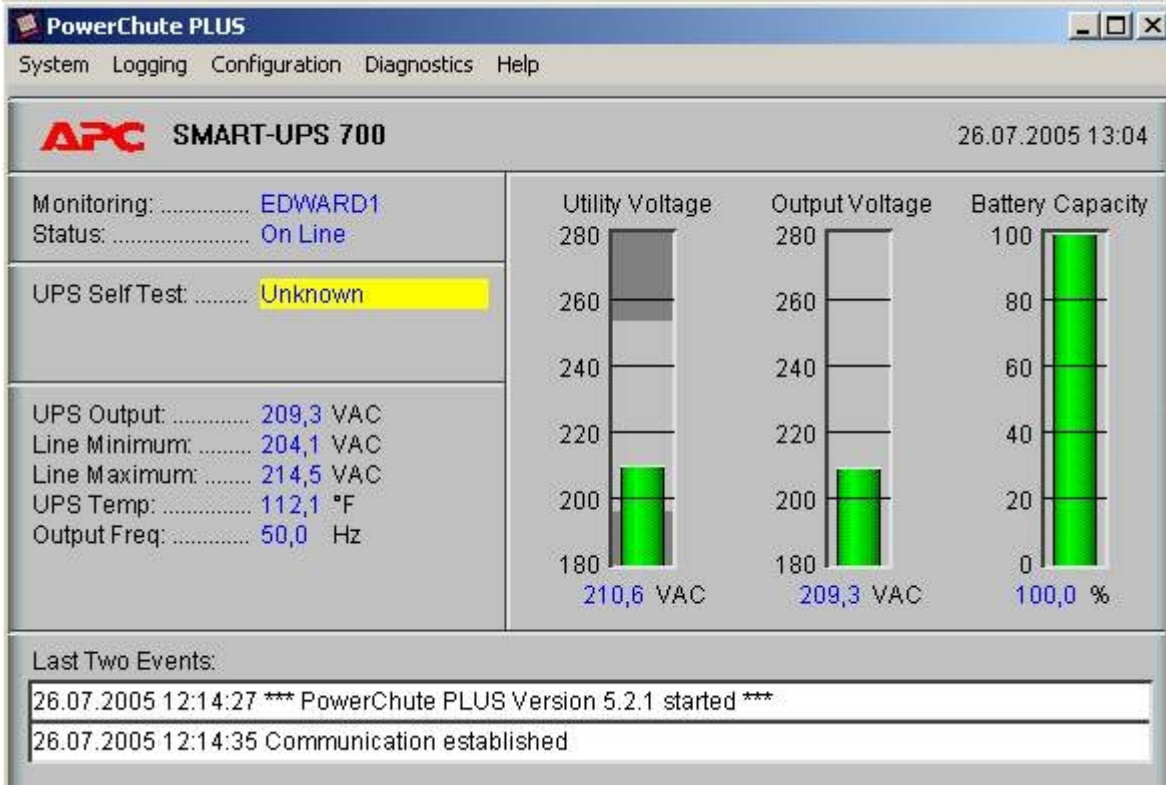 PowerChute PLUS
System Logging Configuration Diagnostics Help
APC SMART-UPS 700 26.07.2005 13:04
Monitoring: .............. EDWARD1
Status: ...................... On Line
UPS Self Test: ......... Unknown
UPS Output: ............. 209,3 VAC
Line Minimum: ......... 204,1 VAC
Line Maximum: ........ 214,5 VAC
UPS Temp: ............... 112,1 °F
Output Freq: ............. 50,0 Hz
Utility Voltage
280
260
240
220
200
180
210,6 VAC
Output Voltage
280
260
240
220
200
180
209,3 VAC
Battery Capacity
100
80
60
40
20
0
100,0 %
Last Two Events:
26.07.2005 12:14:27 *** PowerChute PLUS Version 5.2.1 started ***
26.07.2005 12:14:35 Communication established